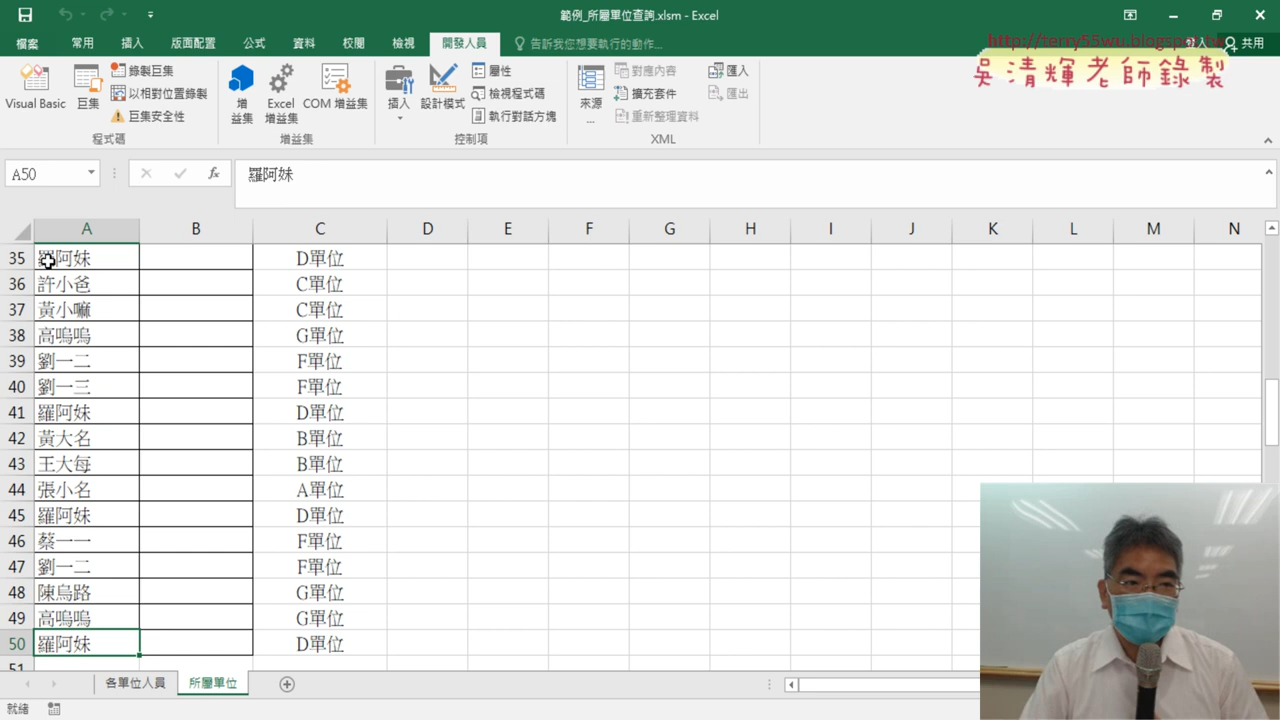 範例_所屬單位查詢.xlsm - Excel
檔案 常用 插入 版面配置 公式 資料 校閱 檢視 開發人員 告訴我您想要執行的動作... 登入 共用
http://terry55wu.blogspot.tw
吳清輝老師錄製
Visual Basic 巨集 錄製巨集 以相對位置錄製 巨集安全性
增益集 Excel 增益集 COM 增益集
插入 設計模式 屬性 檢視程式碼 執行對話方塊
來源... 對應內容 擴充套件 重新整理資料 匯入 匯出
程式碼 增益集 控制項 XML
A50 fx 羅阿妹
A B C D E F G H I J K L M N
35 羅阿妹 D單位
36 許小爸 C單位
37 黃小嘛 C單位
38 高嗚嗚 G單位
39 劉一二 F單位
40 劉一三 F單位
41 羅阿妹 D單位
42 黃大名 B單位
43 王大每 B單位
44 張小名 A單位
45 羅阿妹 D單位
46 蔡一一 F單位
47 劉一二 F單位
48 陳烏路 G單位
49 高嗚嗚 G單位
50 羅阿妹 D單位
51
各單位人員 所屬單位
就緒